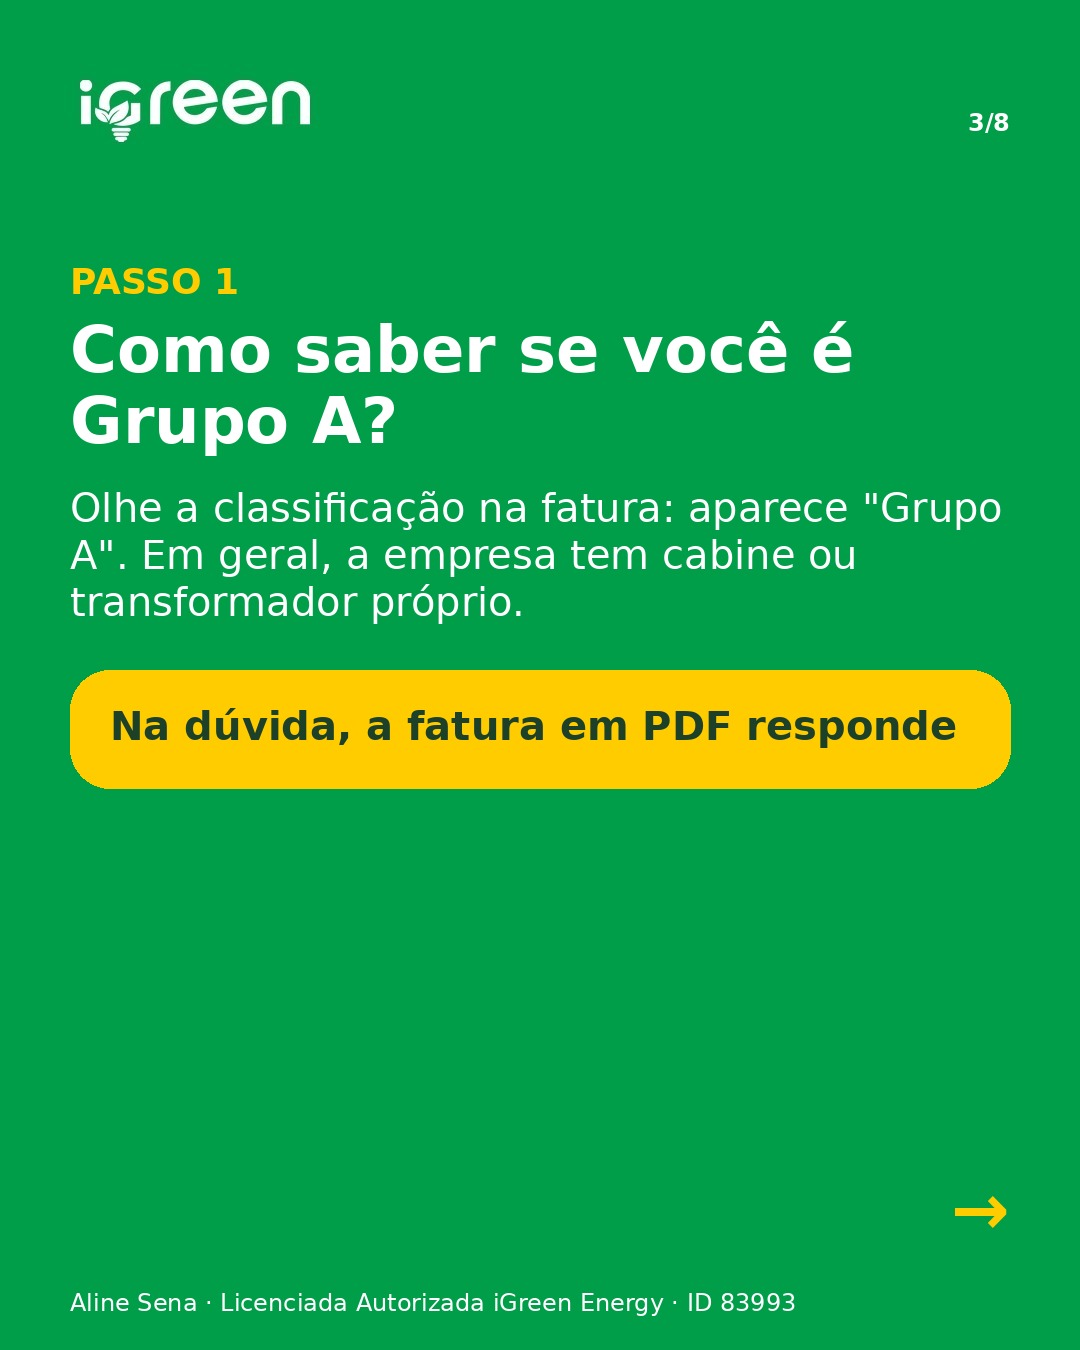 iGreen
3/8
PASSO 1
Como saber se você é
Grupo A?
Olhe a classificação na fatura: aparece "Grupo
A". Em geral, a empresa tem cabine ou
transformador próprio.
Na dúvida, a fatura em PDF responde
→
Aline Sena · Licenciada Autorizada iGreen Energy · ID 83993